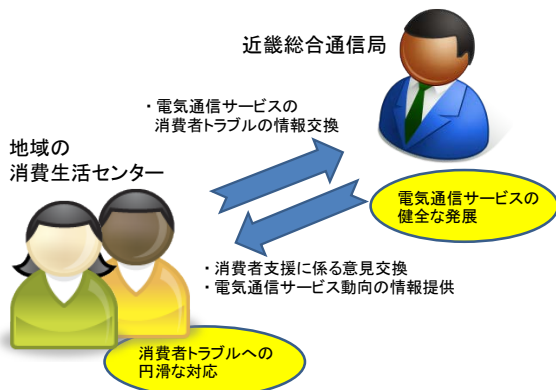 近畿総合通信局
・電気通信サービスの
消費者トラブルの情報交換
地域の
消費生活センター
電気通信サービスの
健全な発展
・消費者支援に係る意見交換
・電気通信サービス動向の情報提供
消費者トラブルへの
円滑な対応